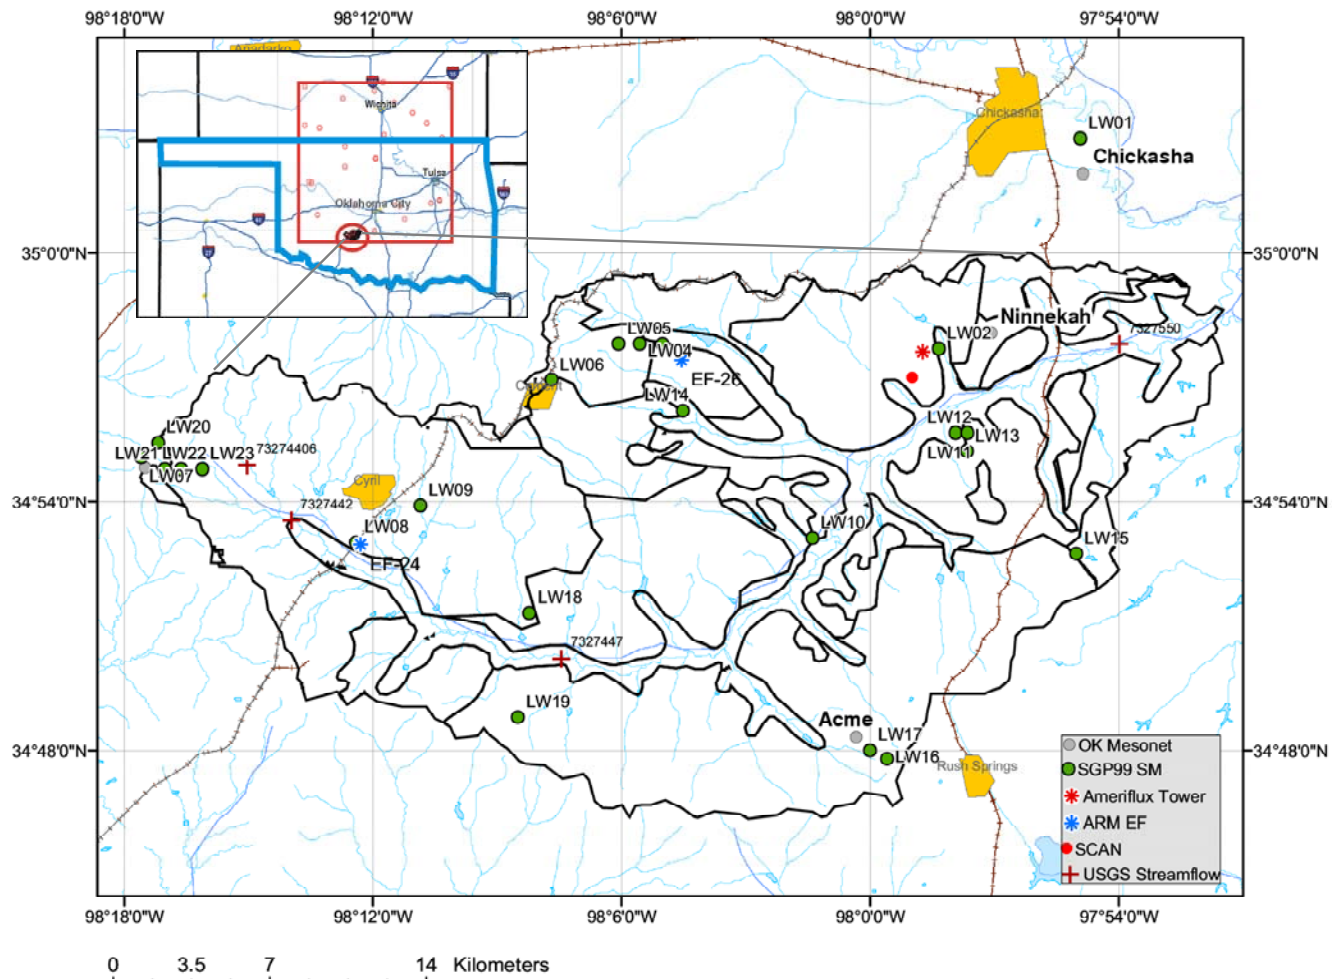 98°18'0"W 98°12'0"W 98°6'0"W 98°0'0"W 97°54'0"W
Anadarko
Wichita
Tulsa
Oklahoma City
Chickasha
LW01
Chickasha
35°0'0"N 35°0'0"N
Ninnekah
7327550
LW05
LW02
LW04
LW06
EF-26
LW14
LW20
LW12
LW13
LW11
LW21 LW22 LW23 73274406
LW07
Cyril
LW09
34°54'0"N 34°54'0"N
7327442
LW08
LW10
EF-24
LW15
LW18
7327447
LW19
Acme
LW17
LW16
34°48'0"N 34°48'0"N
Rush Springs
OK Mesonet
SGP99 SM
Ameriflux Tower
ARM EF
SCAN
USGS Streamflow
98°18'0"W 98°12'0"W 98°6'0"W 98°0'0"W 97°54'0"W
0 3.5 7 14 Kilometers